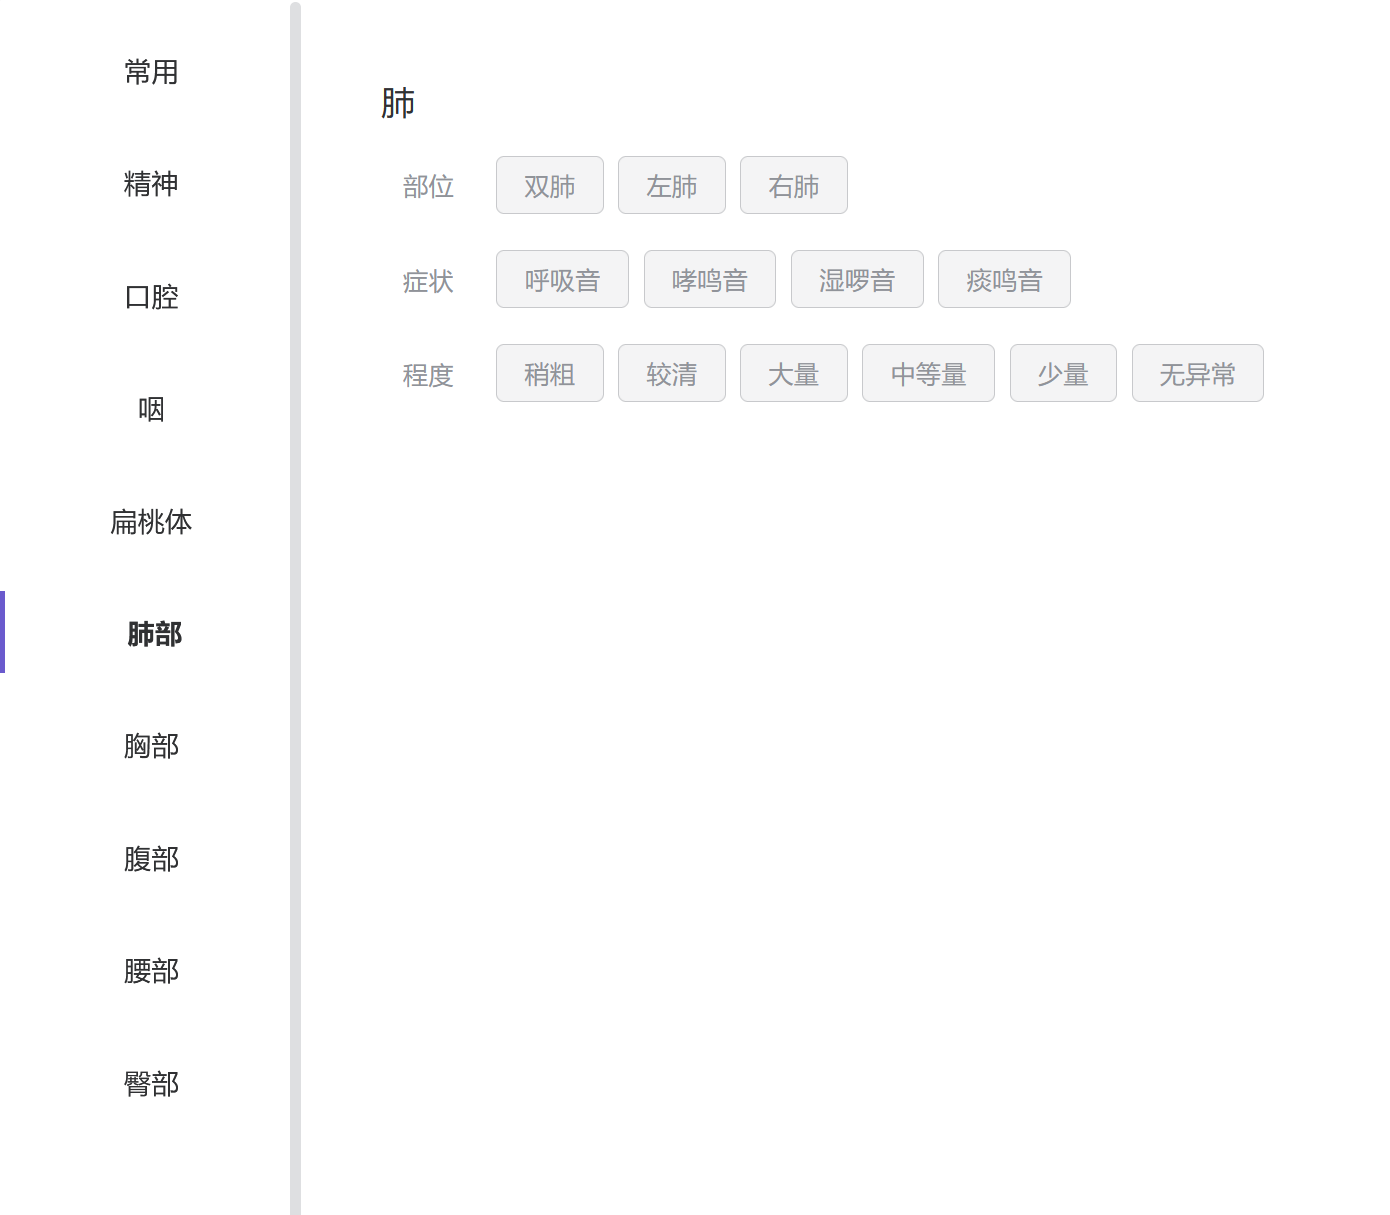 常用
精神
口腔
咽
扁桃体
肺部
胸部
腹部
腰部
臀部
肺
部位 双肺 左肺 右肺
症状 呼吸音 哮鸣音 湿啰音 痰鸣音
程度 稍粗 较清 大量 中等量 少量 无异常